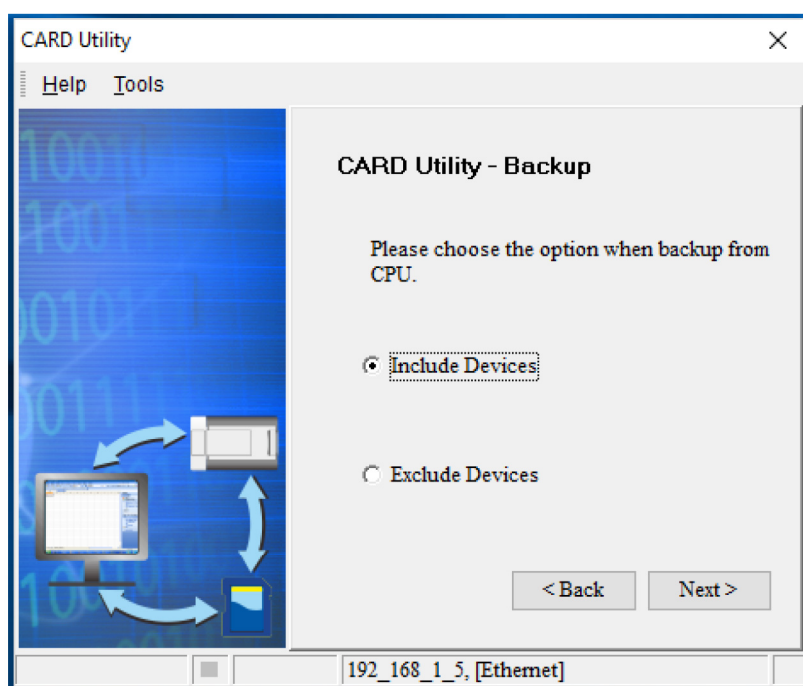 CARD Utility
Help Tools
CARD Utility - Backup
Please choose the option when backup from
CPU.
Include Devices
Exclude Devices
< Back Next >
192_168_1_5, [Ethernet]